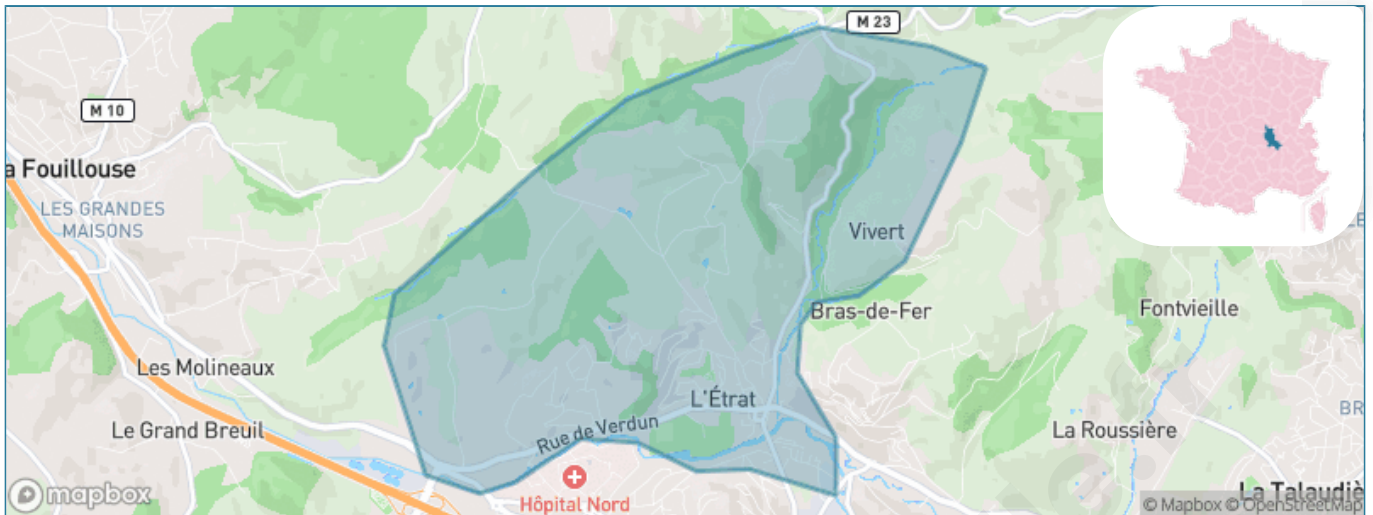 M 23
M 10
a Fouillouse
LES GRANDES
MAISONS
Vivert
Bras-de-Fer
Fontvieille
Les Molineaux
L'Étrat
BR
Le Grand Breuil
Rue de Verdun
La Roussière
Hôpital Nord
La Talaudiè
mapbox
© Mapbox © OpenStreetMap